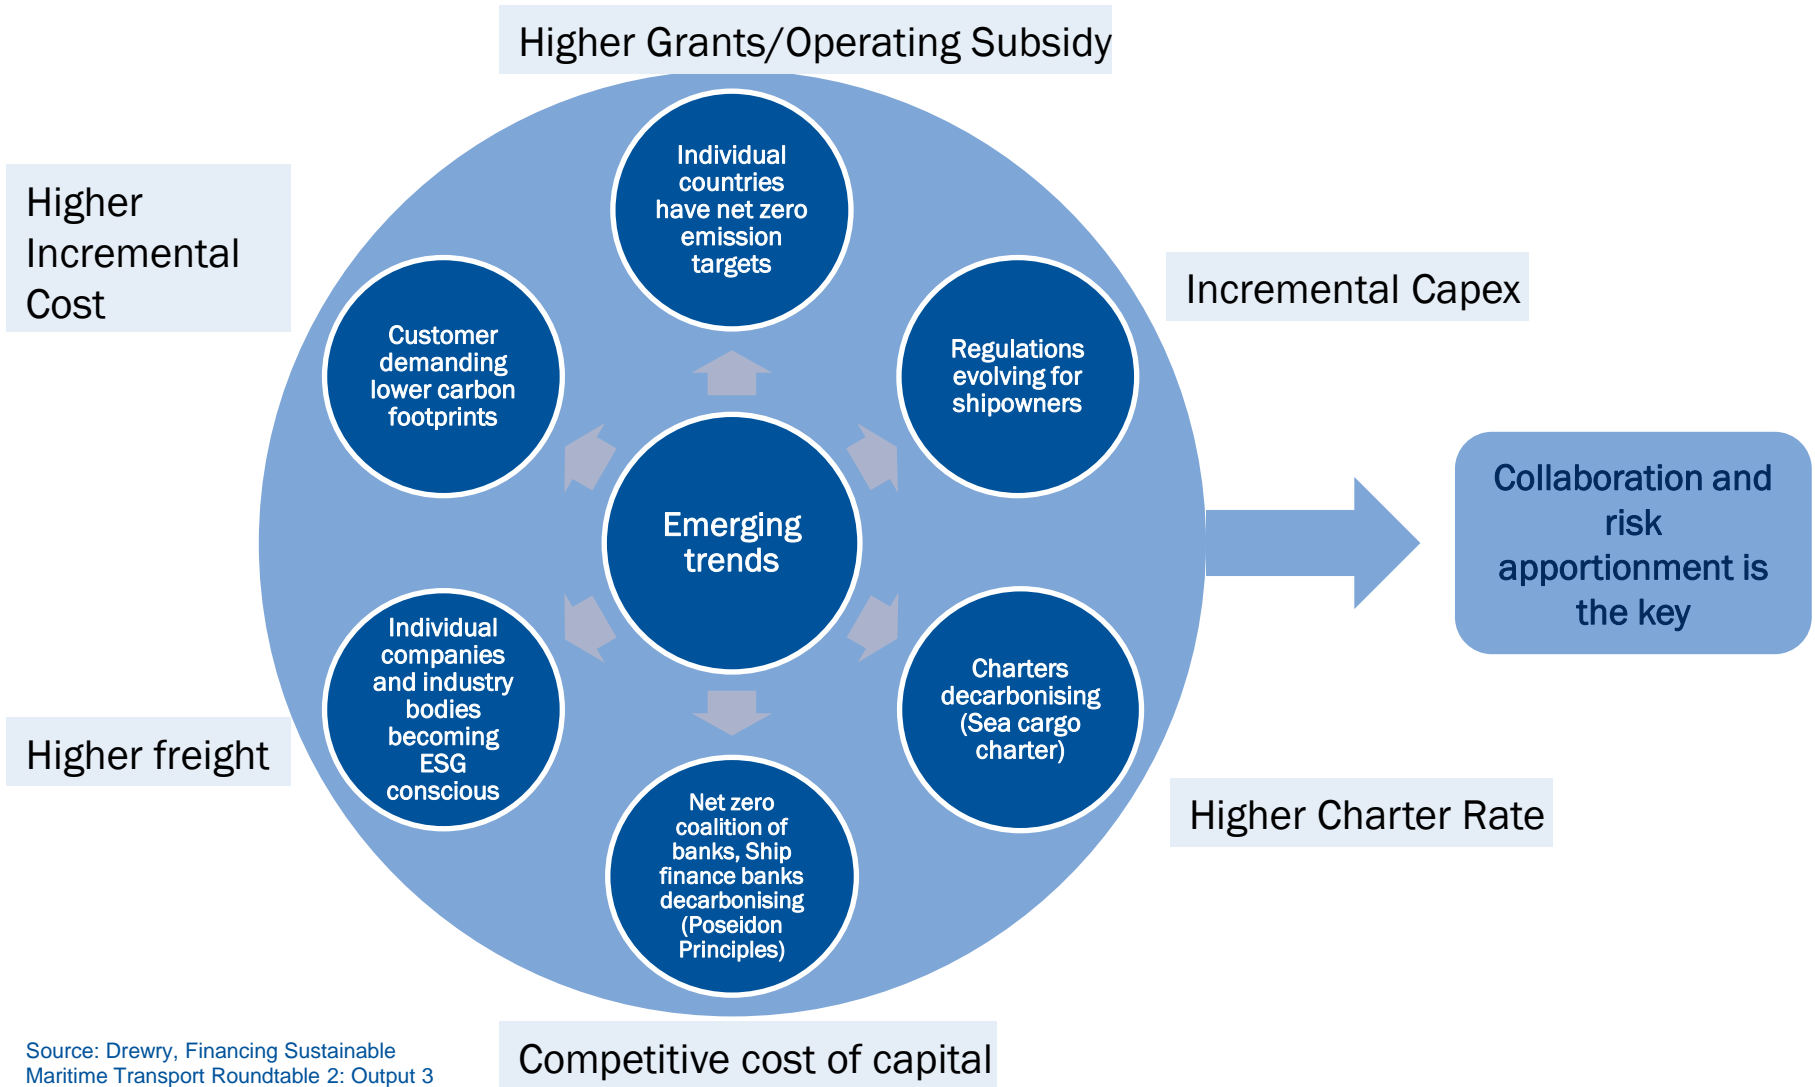 Higher Grants/Operating Subsidy
Individual
countries
have net zero
emission
targets
Higher
Incremental
Cost
Incremental Capex
Customer
demanding
lower carbon
footprints
Regulations
evolving for
shipowners
Emerging
trends
Collaboration and
risk
apportionment is
the key
Individual
companies
and industry
bodies
becoming
ESG
conscious
Charters
decarbonising
(Sea cargo
charter)
Higher freight
Higher Charter Rate
Net zero
coalition of
banks, Ship
finance banks
decarbonising
(Poseidon
Principles)
Competitive cost of capital
Source: Drewry, Financing Sustainable
Maritime Transport Roundtable 2: Output 3